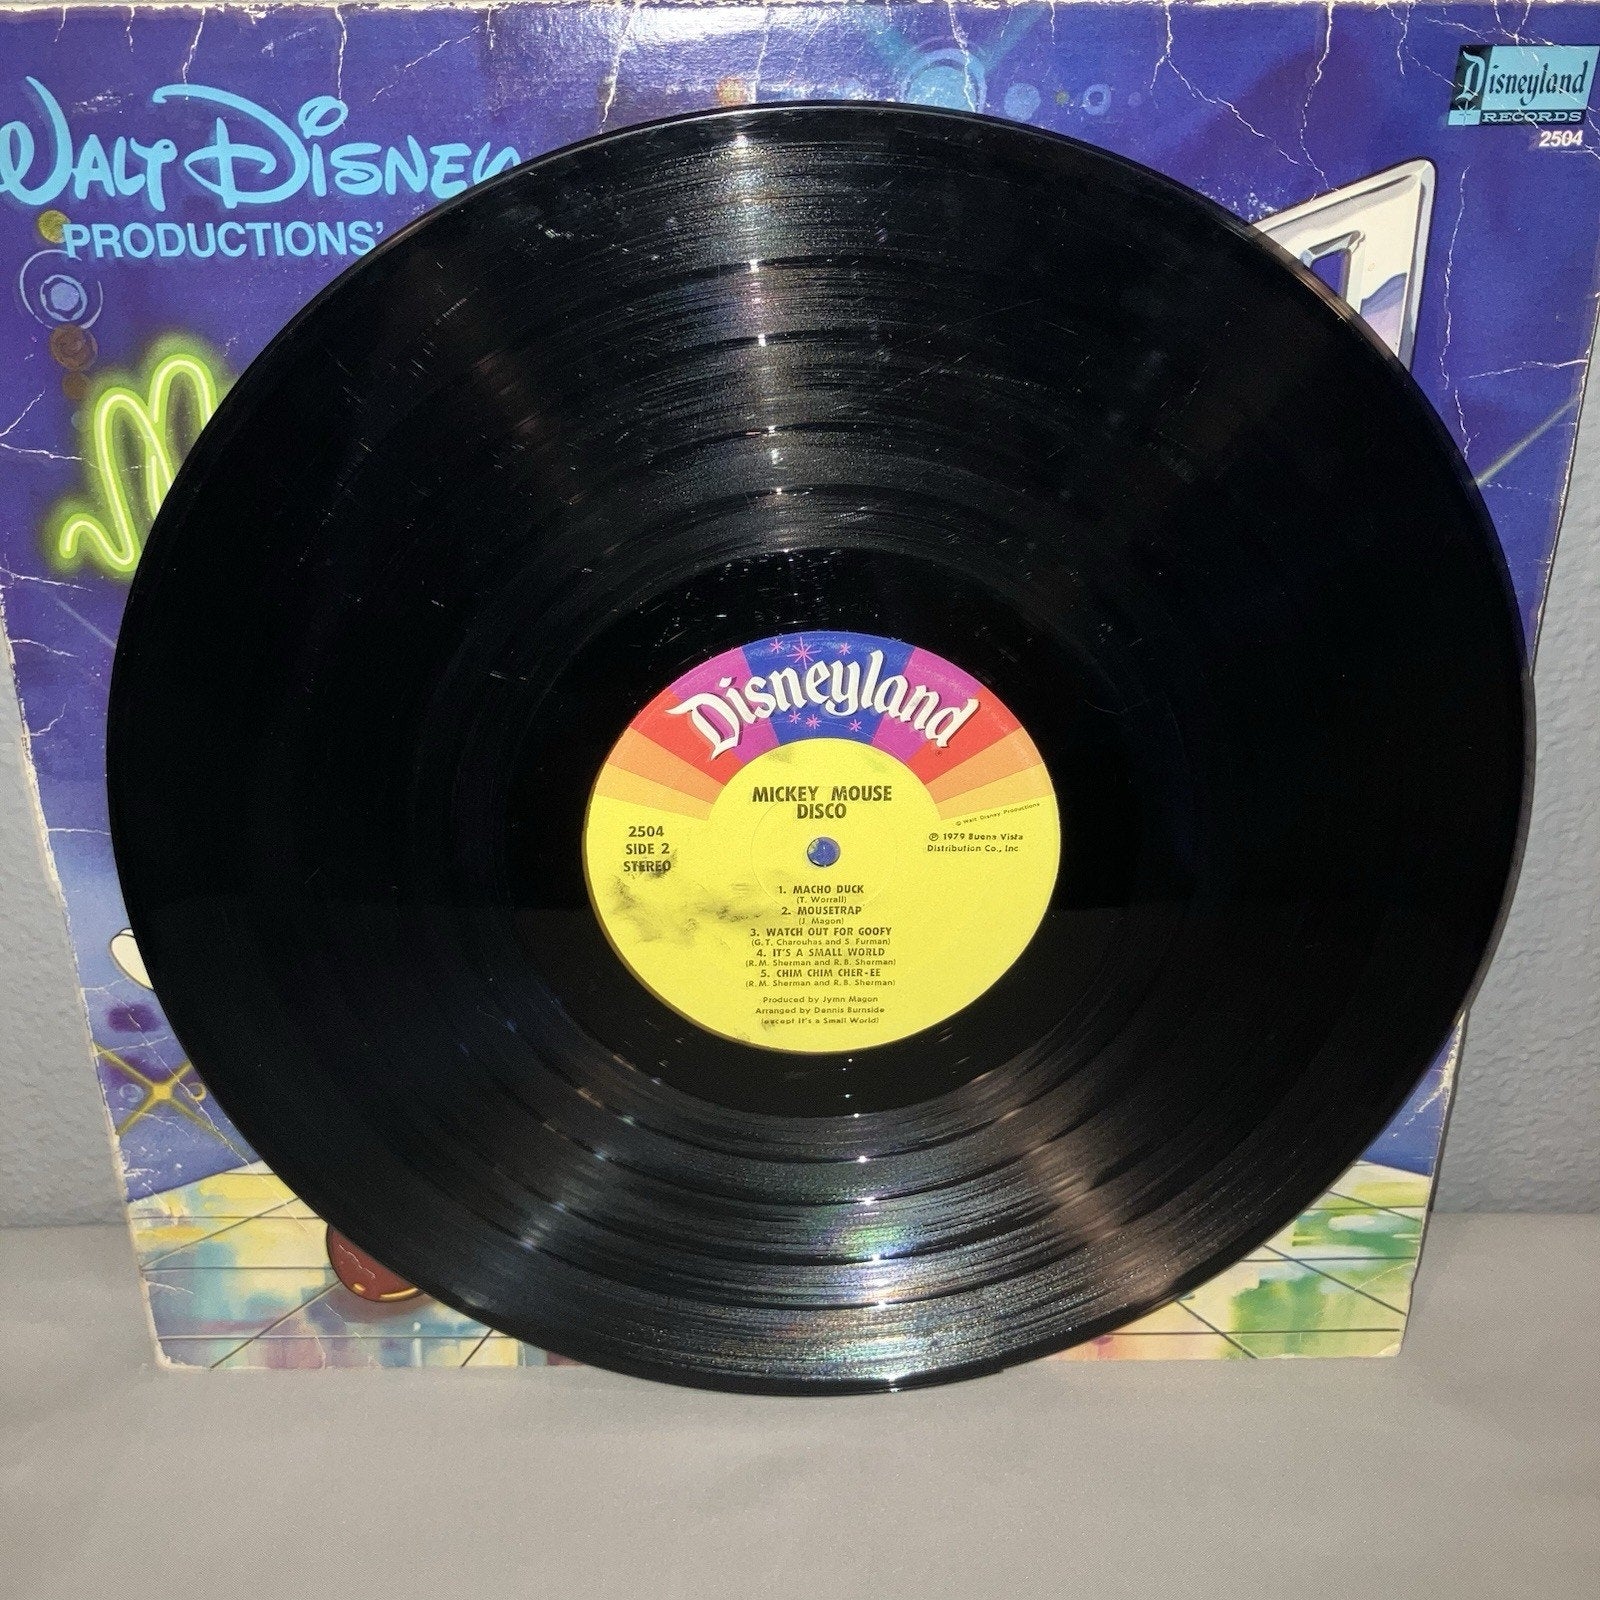 WALT DISNEY
PRODUCTIONS'
Disneyland
RECORDS
2504
Disneyland
MICKEY MOUSE
DISCO
© Walt Disney Productions
2504
SIDE 2
STEREO
℗ 1979 Buena Vista
Distribution Co., Inc.
1. MACHO DUCK
(T. Worrall)
2. MOUSETRAP
(J. Magon)
3. WATCH OUT FOR GOOFY
(G. T. Charouhas and S. Furman)
4. IT'S A SMALL WORLD
(R. M. Sherman and R. B. Sherman)
5. CHIM CHIM CHER-EE
(R. M. Sherman and R. B. Sherman)
Produced by Jymn Magon
Arranged by Dennis Burnside
(except It's a Small World)